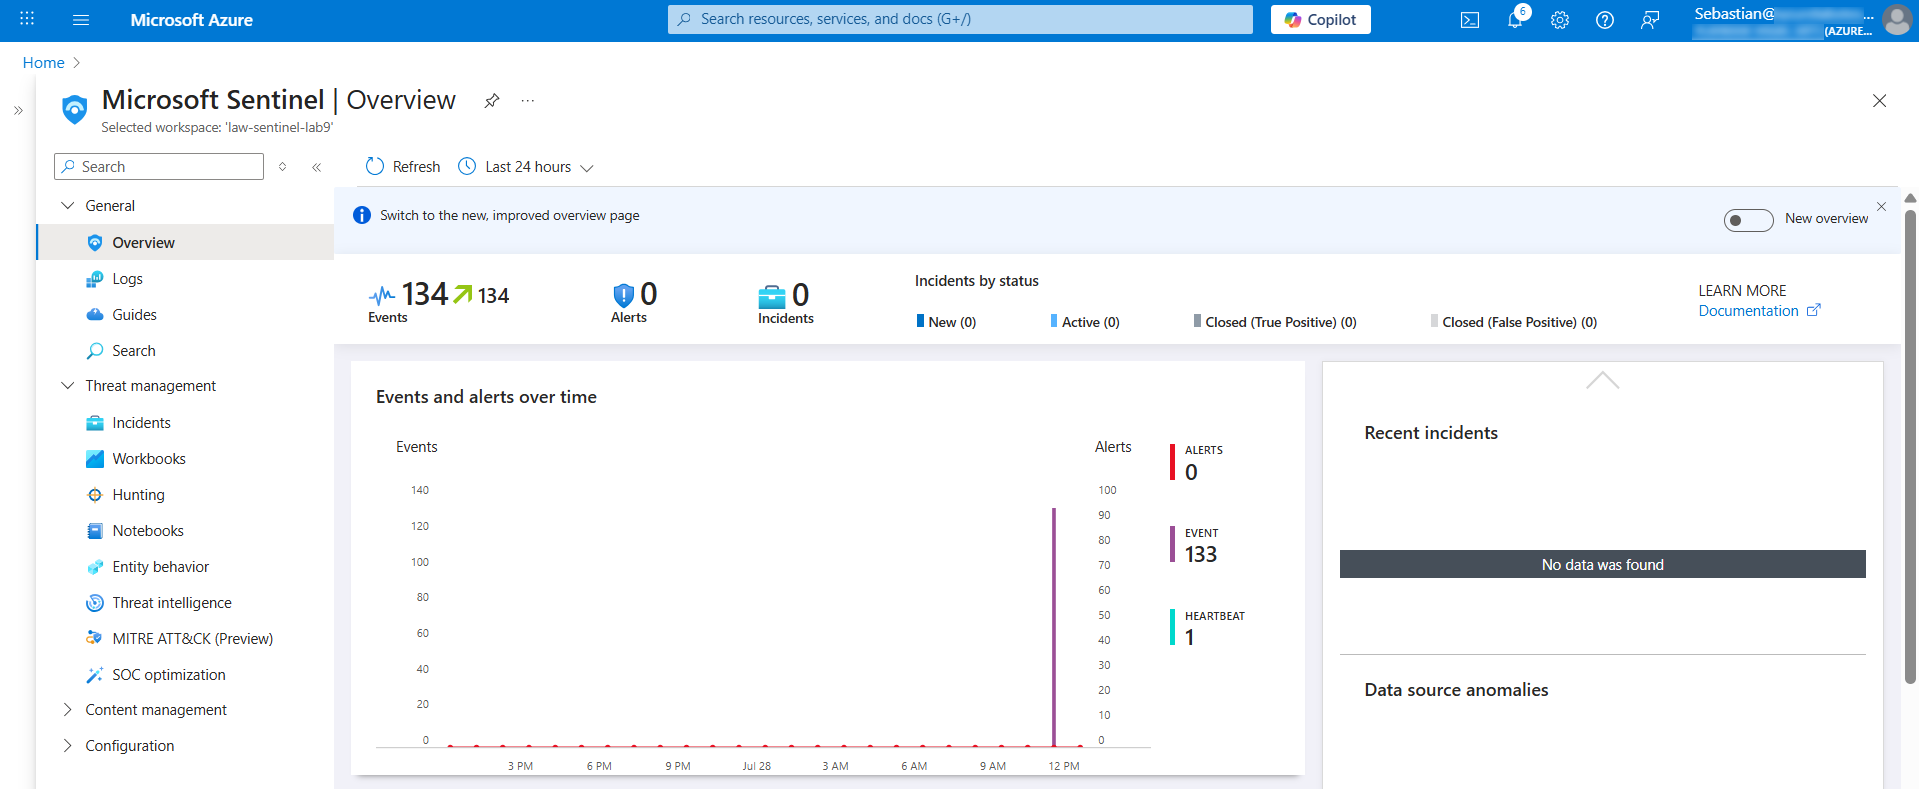 Microsoft Azure
Search resources, services, and docs (G+/)
Copilot
6
Sebastian@
...
(AZURE...
Home
Microsoft Sentinel | Overview
...
Selected workspace: 'law-sentinel-lab9'
Search
Refresh
Last 24 hours
General
Overview
Logs
Guides
Search
Threat management
Incidents
Workbooks
Hunting
Notebooks
Entity behavior
Threat intelligence
MITRE ATT&CK (Preview)
SOC optimization
Content management
Configuration
Switch to the new, improved overview page
New overview
134
134
Events
0
Alerts
0
Incidents
Incidents by status
New (0)
Active (0)
Closed (True Positive) (0)
Closed (False Positive) (0)
LEARN MORE
Documentation
Events and alerts over time
Events
Alerts
140
120
100
80
60
40
20
0
100
90
80
70
60
50
40
30
20
10
0
3 PM
6 PM
9 PM
Jul 28
3 AM
6 AM
9 AM
12 PM
ALERTS
0
EVENT
133
HEARTBEAT
1
Recent incidents
No data was found
Data source anomalies